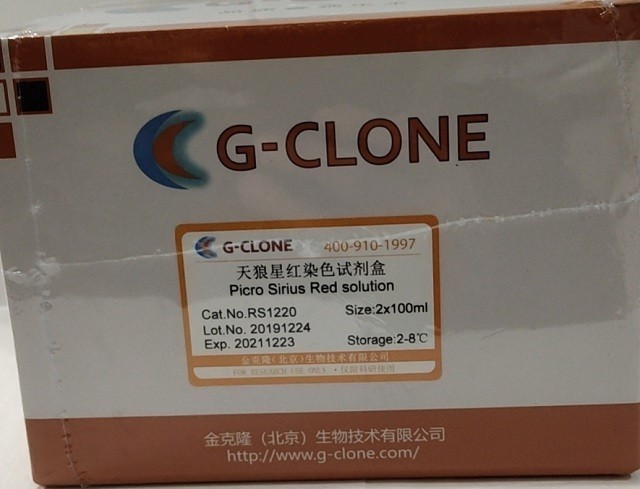 G-CLONE
G-CLONE 400-910-1997
天狼星红染色试剂盒
Picro Sirius Red solution
Cat.No.RS1220 Size:2x100ml
Lot.No. 20191224
Exp. 20211223 Storage:2-8℃
金克隆(北京)生物技术有限公司
FOR RESEARCH USE ONLY · 仅供科研使用
金克隆（北京）生物技术有限公司
http://www.g-clone.com/